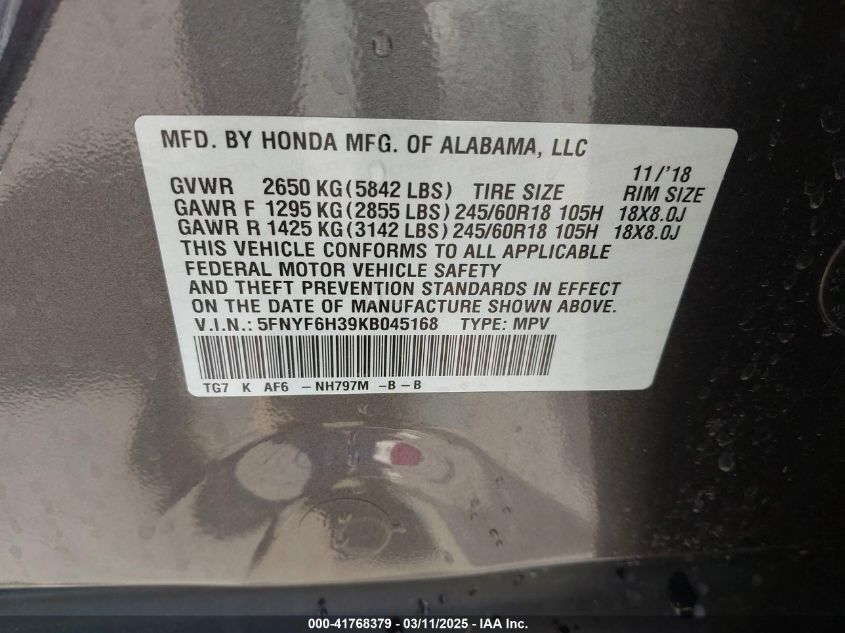 MFD. BY HONDA MFG. OF ALABAMA, LLC
11/'18
GVWR 2650 KG (5842 LBS) TIRE SIZE RIM SIZE
GAWR F 1295 KG (2855 LBS) 245/60R18 105H 18X8.0J
GAWR R 1425 KG (3142 LBS) 245/60R18 105H 18X8.0J
THIS VEHICLE CONFORMS TO ALL APPLICABLE
FEDERAL MOTOR VEHICLE SAFETY
AND THEFT PREVENTION STANDARDS IN EFFECT
ON THE DATE OF MANUFACTURE SHOWN ABOVE.
V.I.N.: 5FNYF6H39KB045168 TYPE: MPV
TG7 K AF6 - NH797M -B-B
000-41768379 - 03/11/2025 - IAA Inc.